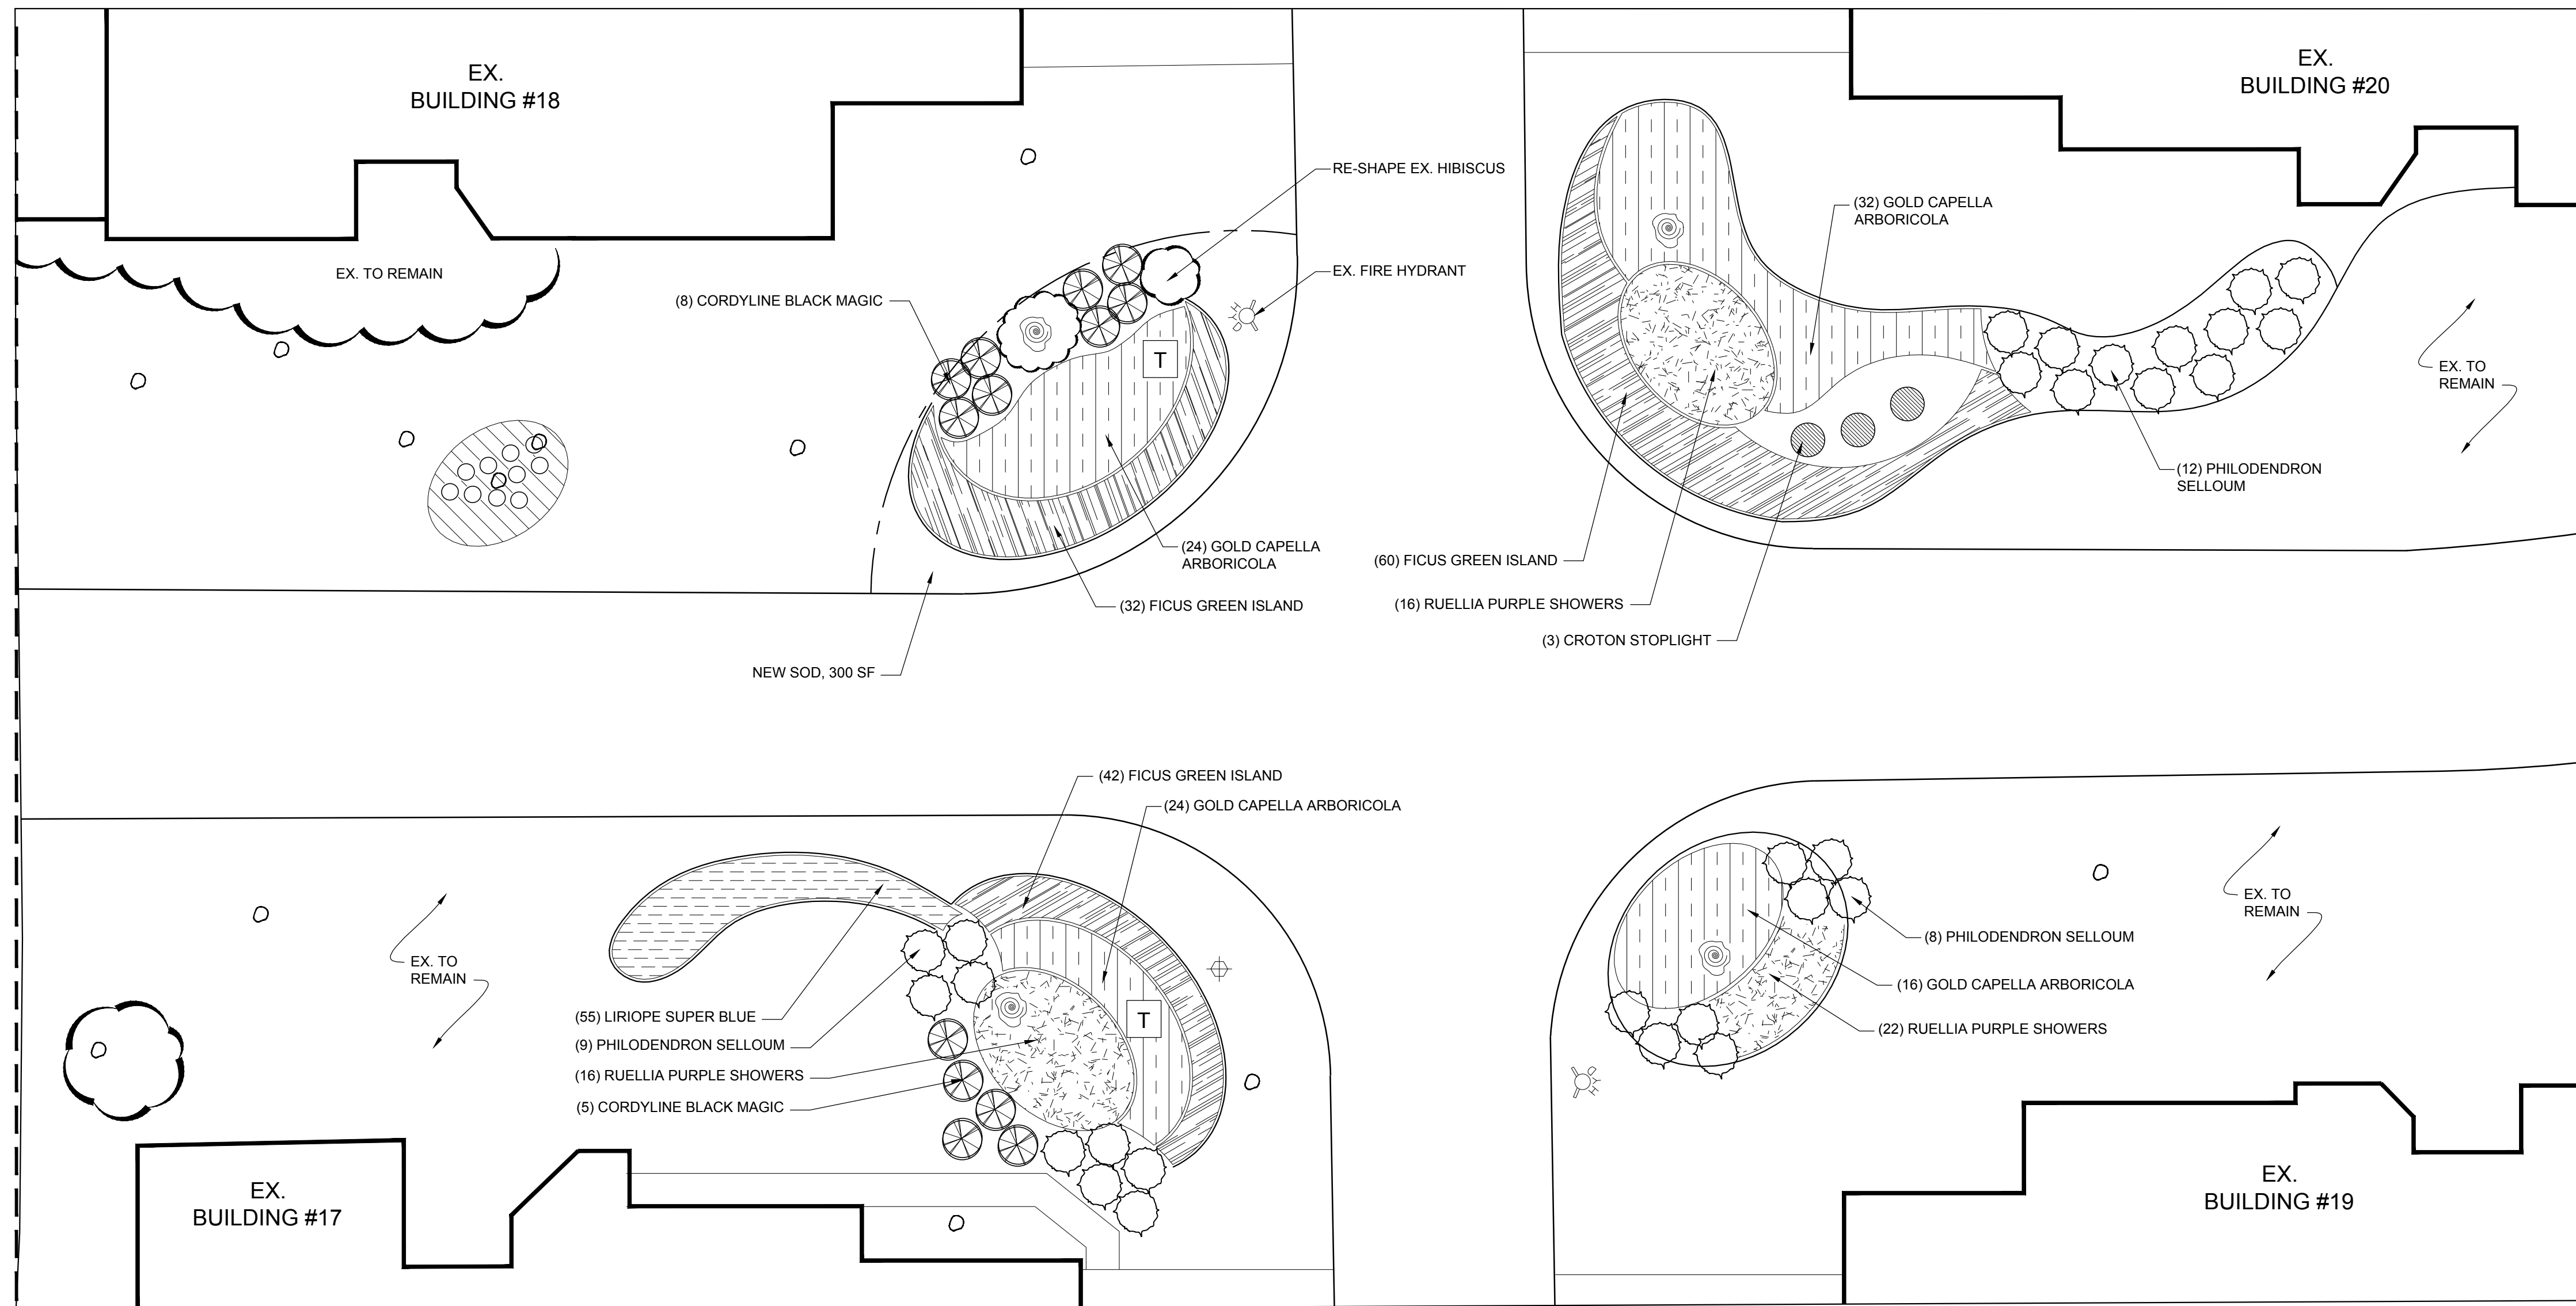 EX.
BUILDING #18
EX.
BUILDING #20
RE-SHAPE EX. HIBISCUS
(32) GOLD CAPELLA
ARBORICOLA
EX. TO REMAIN
EX. FIRE HYDRANT
(8) CORDYLINE BLACK MAGIC
T
EX. TO
REMAIN
(12) PHILODENDRON
SELLOUM
(24) GOLD CAPELLA
ARBORICOLA
(60) FICUS GREEN ISLAND
(32) FICUS GREEN ISLAND
(16) RUELLIA PURPLE SHOWERS
(3) CROTON STOPLIGHT
NEW SOD, 300 SF
(42) FICUS GREEN ISLAND
(24) GOLD CAPELLA ARBORICOLA
EX. TO
REMAIN
EX. TO
REMAIN
(8) PHILODENDRON SELLOUM
(16) GOLD CAPELLA ARBORICOLA
(55) LIRIOPE SUPER BLUE
T
(22) RUELLIA PURPLE SHOWERS
(9) PHILODENDRON SELLOUM
(16) RUELLIA PURPLE SHOWERS
(5) CORDYLINE BLACK MAGIC
EX.
BUILDING #17
EX.
BUILDING #19